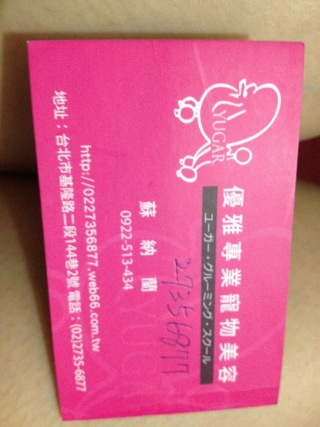 YUGAR
優雅專業寵物美容
ユーガー・グルーミング・スクール
27356877
蘇納蘭
0922-513-434
http://0227356877.web66.com.tw
地址：台北市基隆路二段144巷2號 電話：(02)2735-6877